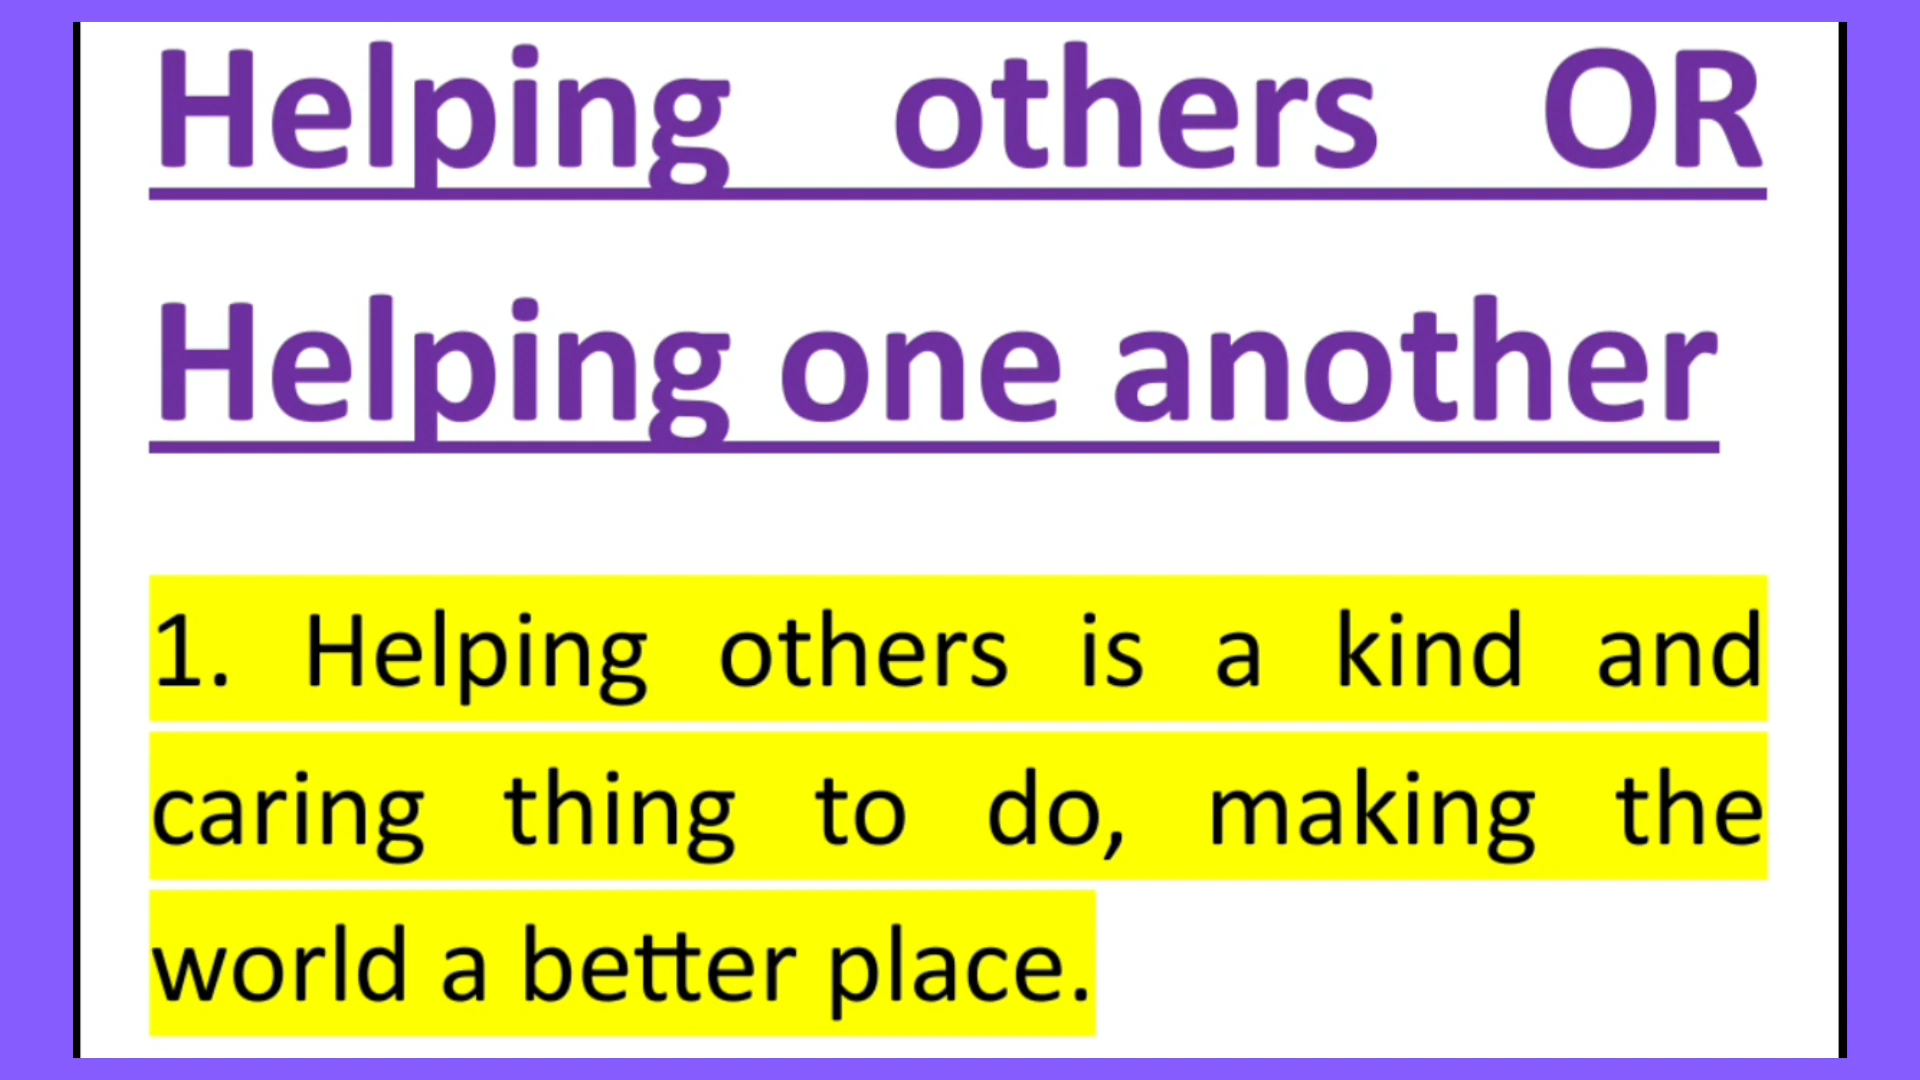 Helping others OR
Helping one another
1. Helping others is a kind and
caring thing to do, making the
world a better place.